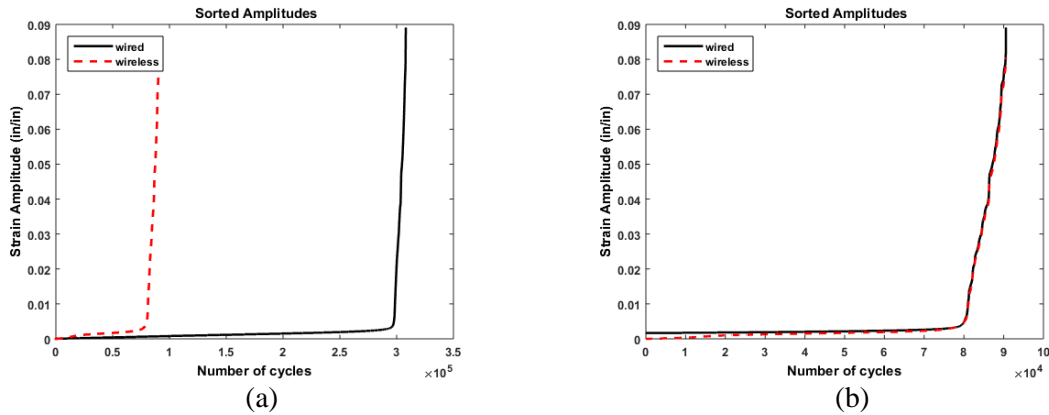 Sorted Amplitudes
0.09
0.08
0.07
0.06
0.05
0.04
0.03
0.02
0.01
0
Strain Amplitude (in/in)
wired
wireless
0 0.5 1 1.5 2 2.5 3 3.5
Number of cycles
×10^5
(a)
Sorted Amplitudes
0.09
0.08
0.07
0.06
0.05
0.04
0.03
0.02
0.01
0
Strain Amplitude (in/in)
wired
wireless
0 1 2 3 4 5 6 7 8 9 10
Number of cycles
×10^4
(b)